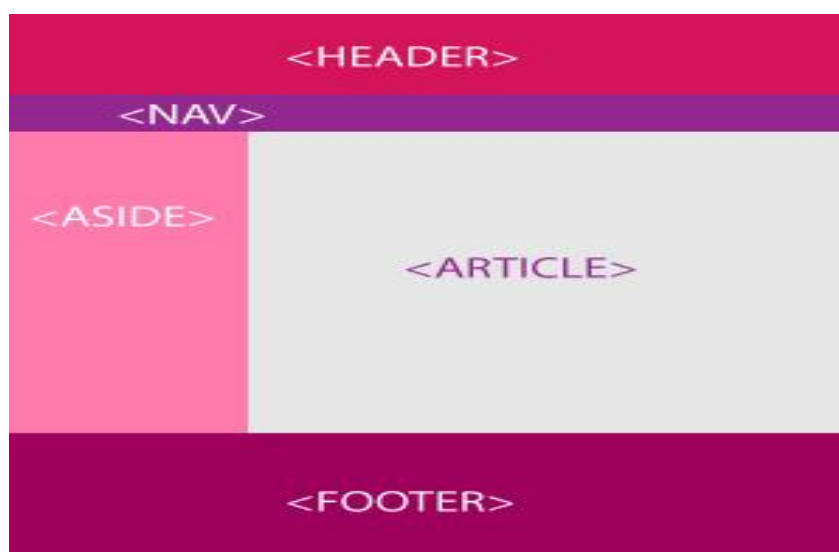 <HEADER>
<NAV>
<ASIDE>
<ARTICLE>
<FOOTER>